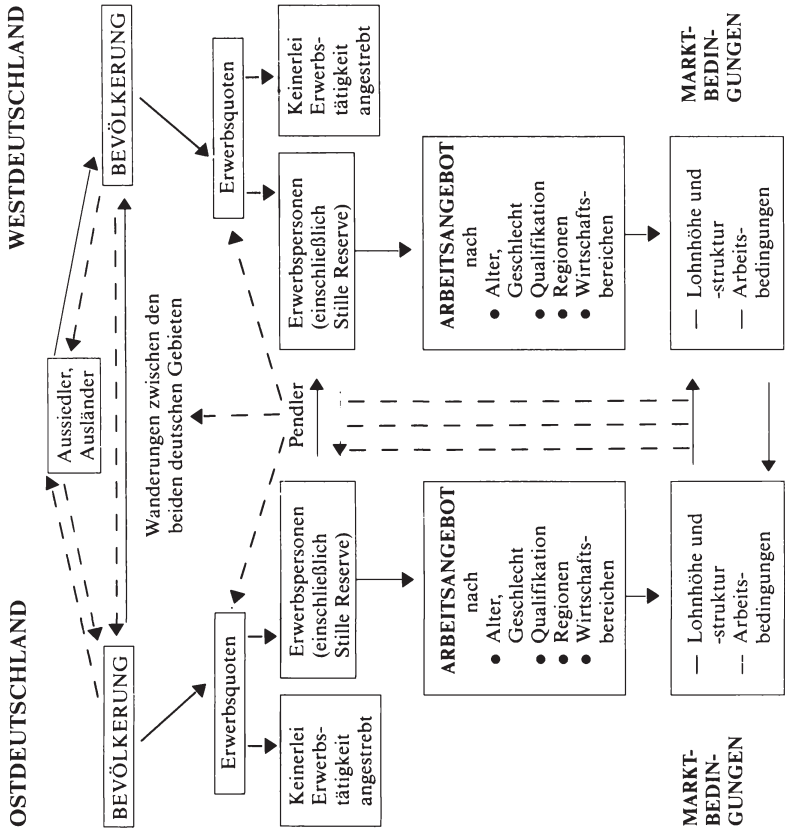 OSTDEUTSCHLAND
WESTDEUTSCHLAND
Aussiedler,
Ausländer
BEVÖLKERUNG
BEVÖLKERUNG
Wanderungen zwischen den
beiden deutschen Gebieten
Erwerbsquoten
Erwerbsquoten
Pendler
Keinerlei
Erwerbs-
tätigkeit
angestrebt
Erwerbspersonen
(einschließlich
Stille Reserve)
Erwerbspersonen
(einschließlich
Stille Reserve)
Keinerlei
Erwerbs-
tätigkeit
angestrebt
ARBEITSANGEBOT
nach
● Alter,
Geschlecht
● Qualifikation
● Regionen
● Wirtschafts-
bereichen
ARBEITSANGEBOT
nach
● Alter,
Geschlecht
● Qualifikation
● Regionen
● Wirtschafts-
bereichen
MARKT-
BEDIN-
GUNGEN
— Lohnhöhe und
-struktur
— Arbeits-
bedingungen
— Lohnhöhe und
-struktur
— Arbeits-
bedingungen
MARKT-
BEDIN-
GUNGEN